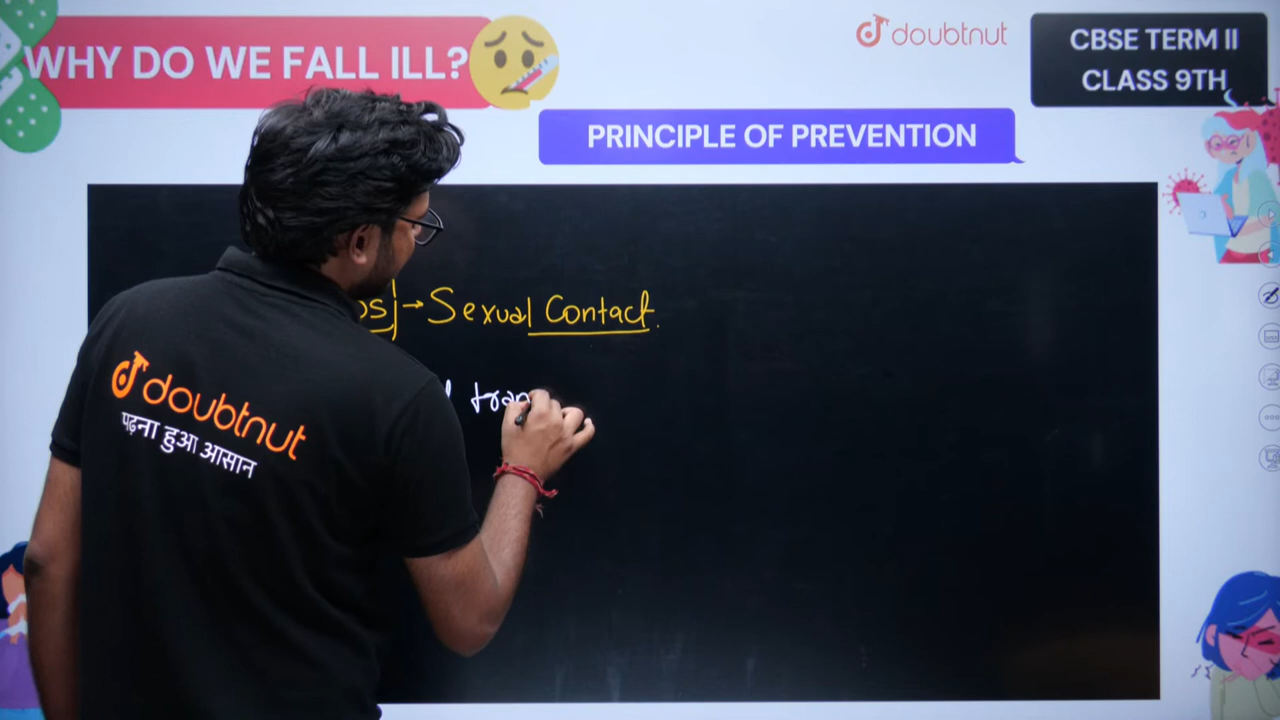 WHY DO WE FALL ILL?
doubtnut
CBSE TERM II
CLASS 9TH
PRINCIPLE OF PREVENTION
→ Sexual Contact.
doubtnut
पढ़ना हुआ आसान